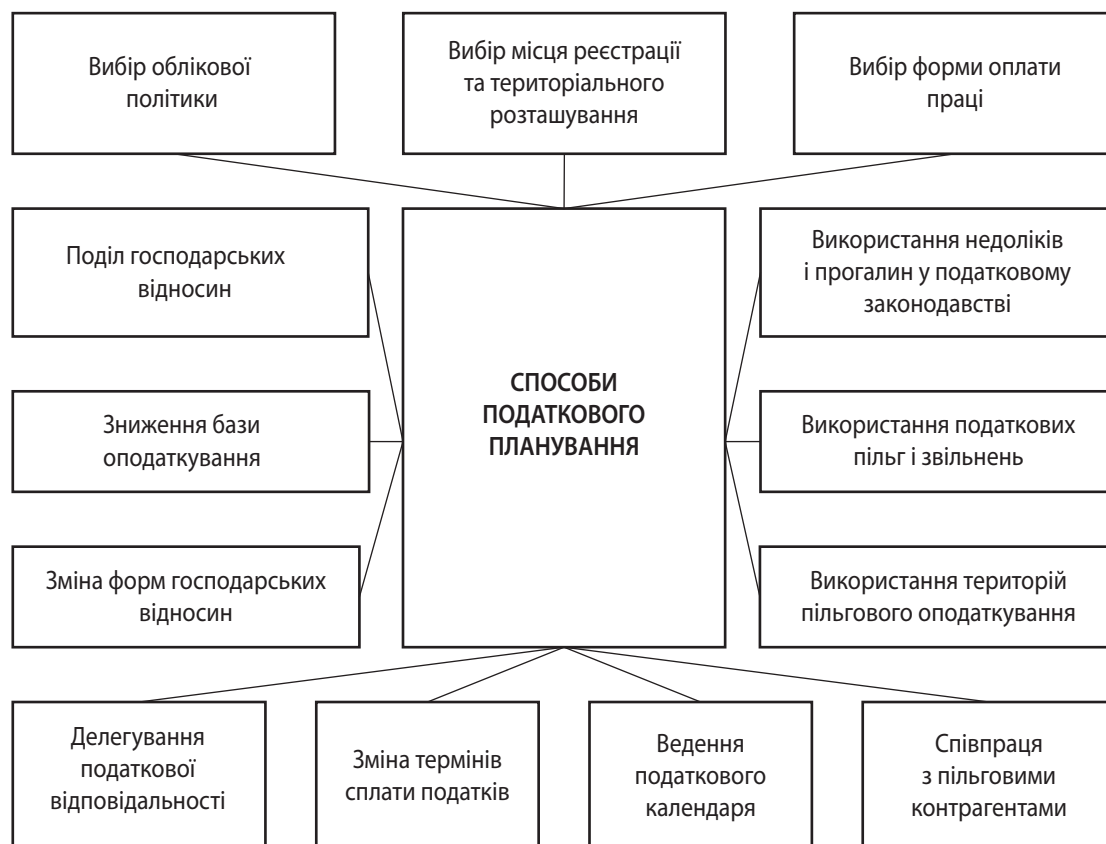 Вибір облікової
політики
Вибір місця реєстрації
та територіального
розташування
Вибір форми оплати
праці
Поділ господарських
відносин
Використання недоліків
і прогалин у податковому
законодавстві
СПОСОБИ
ПОДАТКОВОГО
ПЛАНУВАННЯ
Зниження бази
оподаткування
Використання податкових
пільг і звільнень
Зміна форм господарських
відносин
Використання територій
пільгового оподаткування
Делегування
податкової
відповідальності
Зміна термінів
сплати податків
Ведення
податкового
календаря
Співпраця
з пільговими
контрагентами